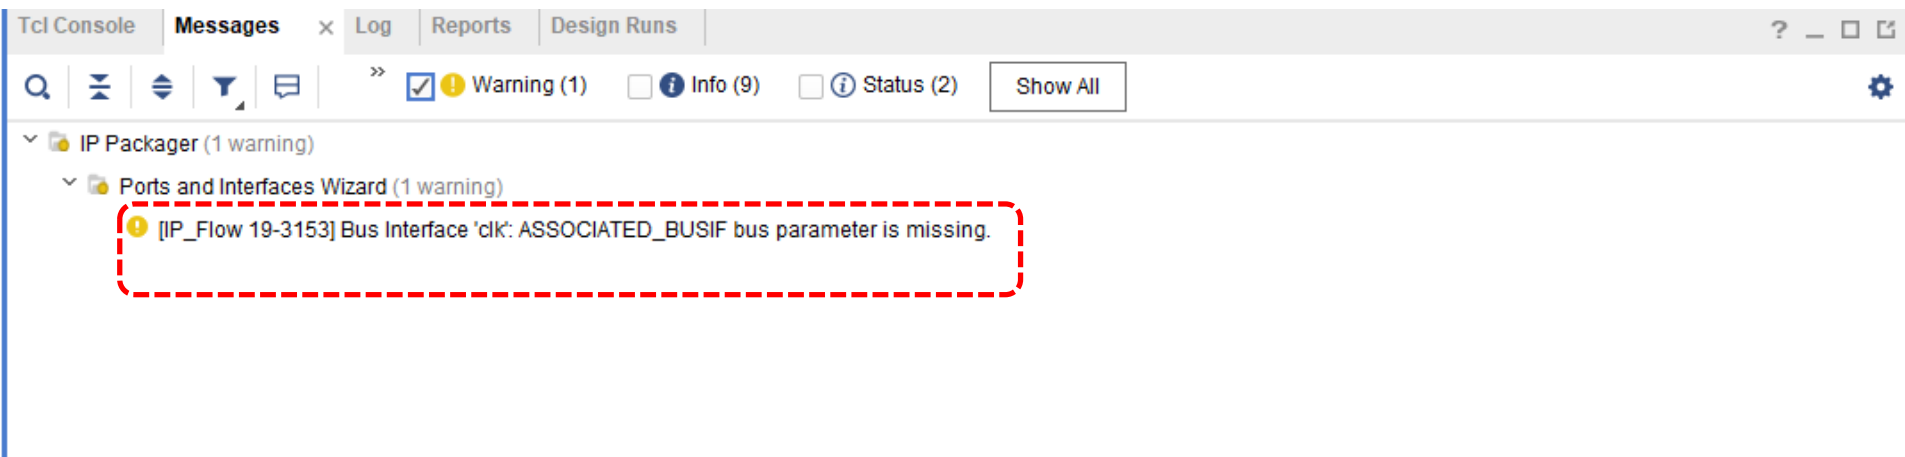 Tcl Console Messages × Log Reports Design Runs ? _
» Warning (1) Info (9) Status (2) Show All
IP Packager (1 warning)
Ports and Interfaces Wizard (1 warning)
[IP_Flow 19-3153] Bus Interface 'clk': ASSOCIATED_BUSIF bus parameter is missing.